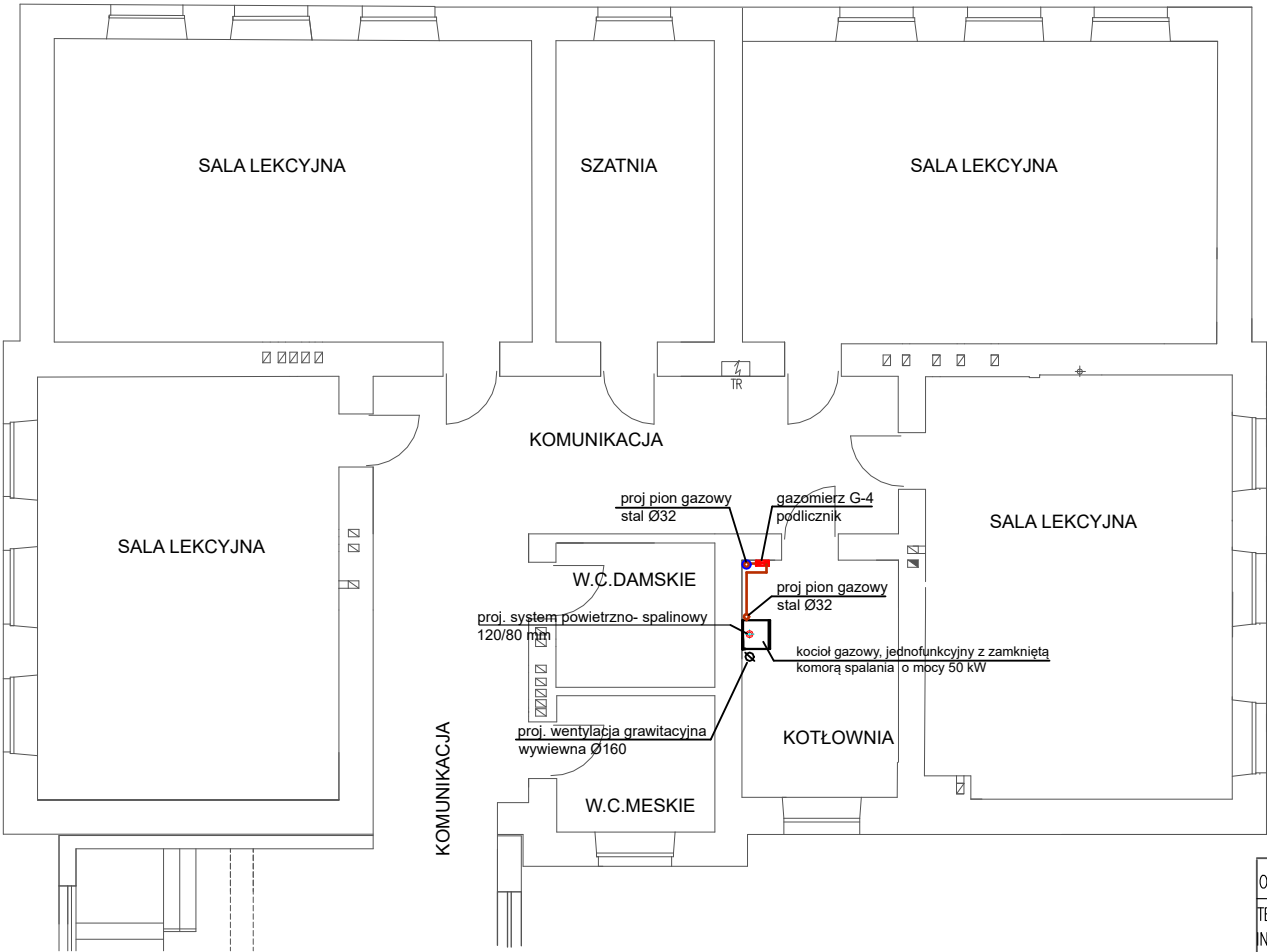 SALA LEKCYJNA
SZATNIA
SALA LEKCYJNA
TR
KOMUNIKACJA
proj pion gazowy
stal Ø32
gazomierz G-4
podlicznik
SALA LEKCYJNA
SALA LEKCYJNA
W.C.DAMSKIE
proj pion gazowy
stal Ø32
proj. system powietrzno- spalinowy
120/80 mm
kocioł gazowy, jednofunkcyjny z zamkniętą
komorą spalania o mocy 50 kW
proj. wentylacja grawitacyjna
wywiewna Ø160
KOTŁOWNIA
KOMUNIKACJA
W.C.MESKIE